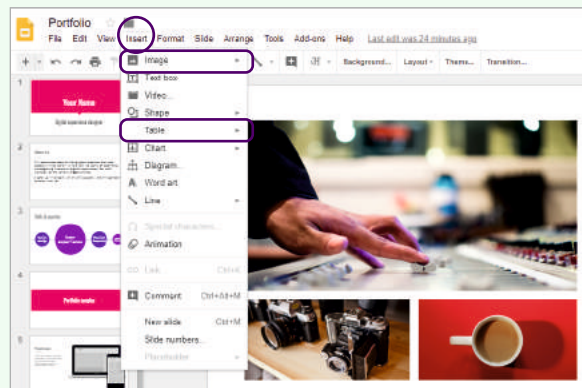 Portfolio
File Edit View Insert Format Slide Arrange Tools Add-ons Help Last edit was 24 minutes ago
Background... Layout Theme... Transition...
Image
Text box
Video...
Shape
Table
Chart
Diagram...
Word art
Line
Special characters...
Animation
Link Ctrl+K
Comment Ctrl+Alt+M
New slide Ctrl+M
Slide numbers...
Placeholder
1
Your Name
2
3
4
Portfolio
5